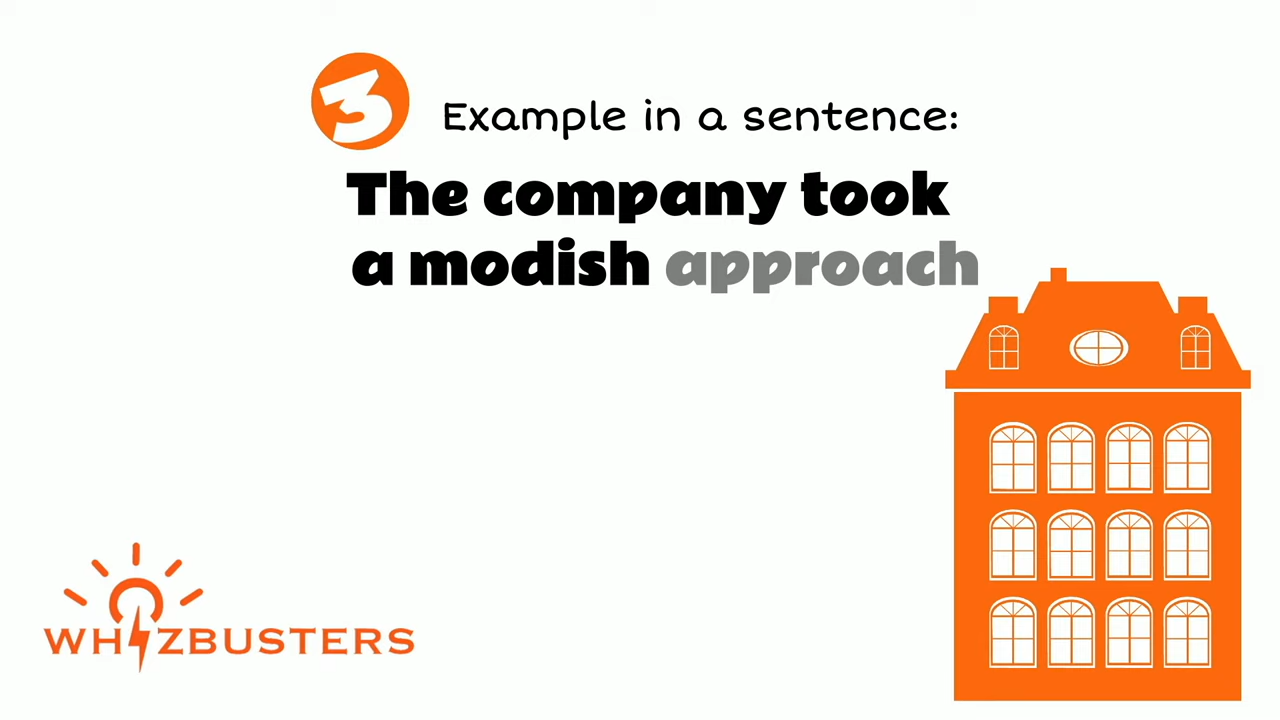 3
Example in a sentence:
The company took
a modish approach
WHIZBUSTERS